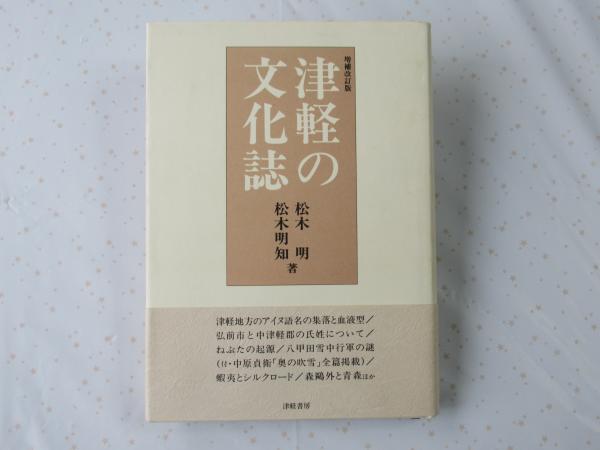 増補改訂版
津軽の
文化誌
松木 明
松木明知
著
津軽地方のアイヌ語名の集落と血液型／
弘前市と中津軽郡の氏姓について／
ねぶたの起源／八甲田雪中行軍の謎
(付・中原貞衛「奥の吹雪」全篇掲載)／
蝦夷とシルクロード／森鷗外と青森ほか
津軽書房